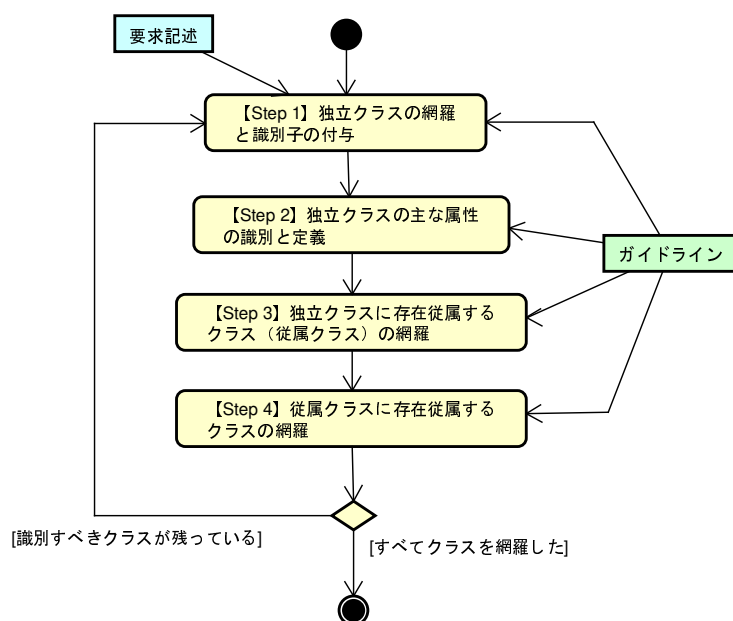 要求記述
【Step 1】独立クラスの網羅
と識別子の付与
【Step 2】独立クラスの主な属性
の識別と定義
ガイドライン
【Step 3】独立クラスに存在従属する
クラス（従属クラス）の網羅
【Step 4】従属クラスに存在従属する
クラスの網羅
[識別すべきクラスが残っている]
[すべてクラスを網羅した]